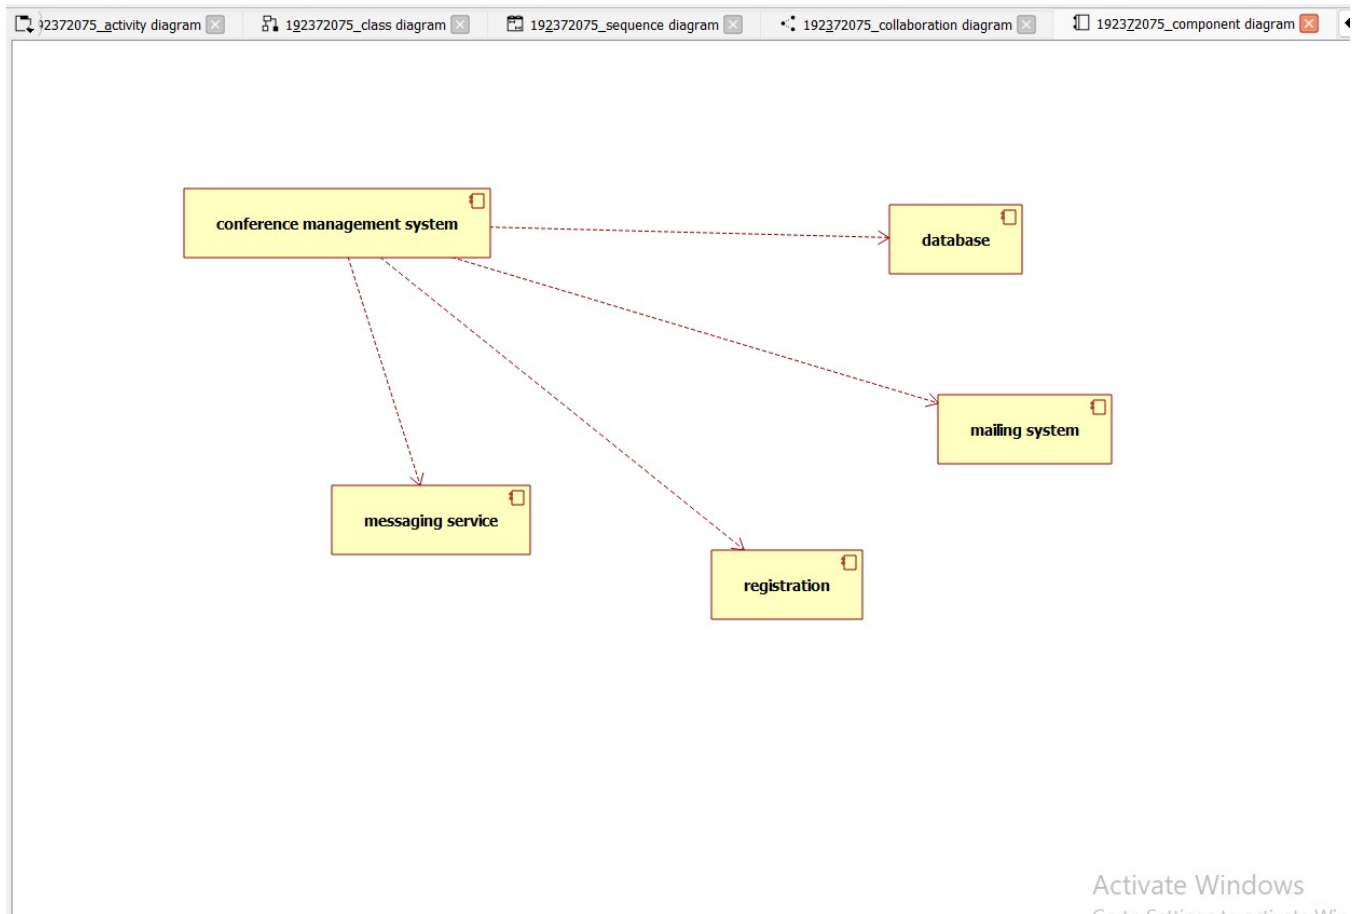 92372075_activity diagram
192372075_class diagram
192372075_sequence diagram
192372075_collaboration diagram
192372075_component diagram
conference management system
database
mailing system
messaging service
registration
Activate Windows